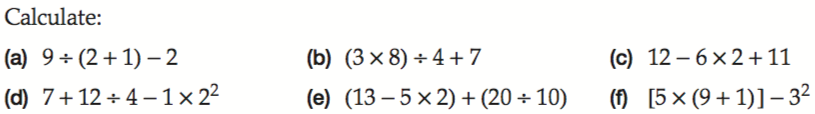 Calculate:
(a) 9 ÷ (2 + 1) – 2 (b) (3 × 8) ÷ 4 + 7 (c) 12 – 6 × 2 + 11
(d) 7 + 12 ÷ 4 – 1 × 2² (e) (13 – 5 × 2) + (20 ÷ 10) (f) [5 × (9 + 1)] – 3²